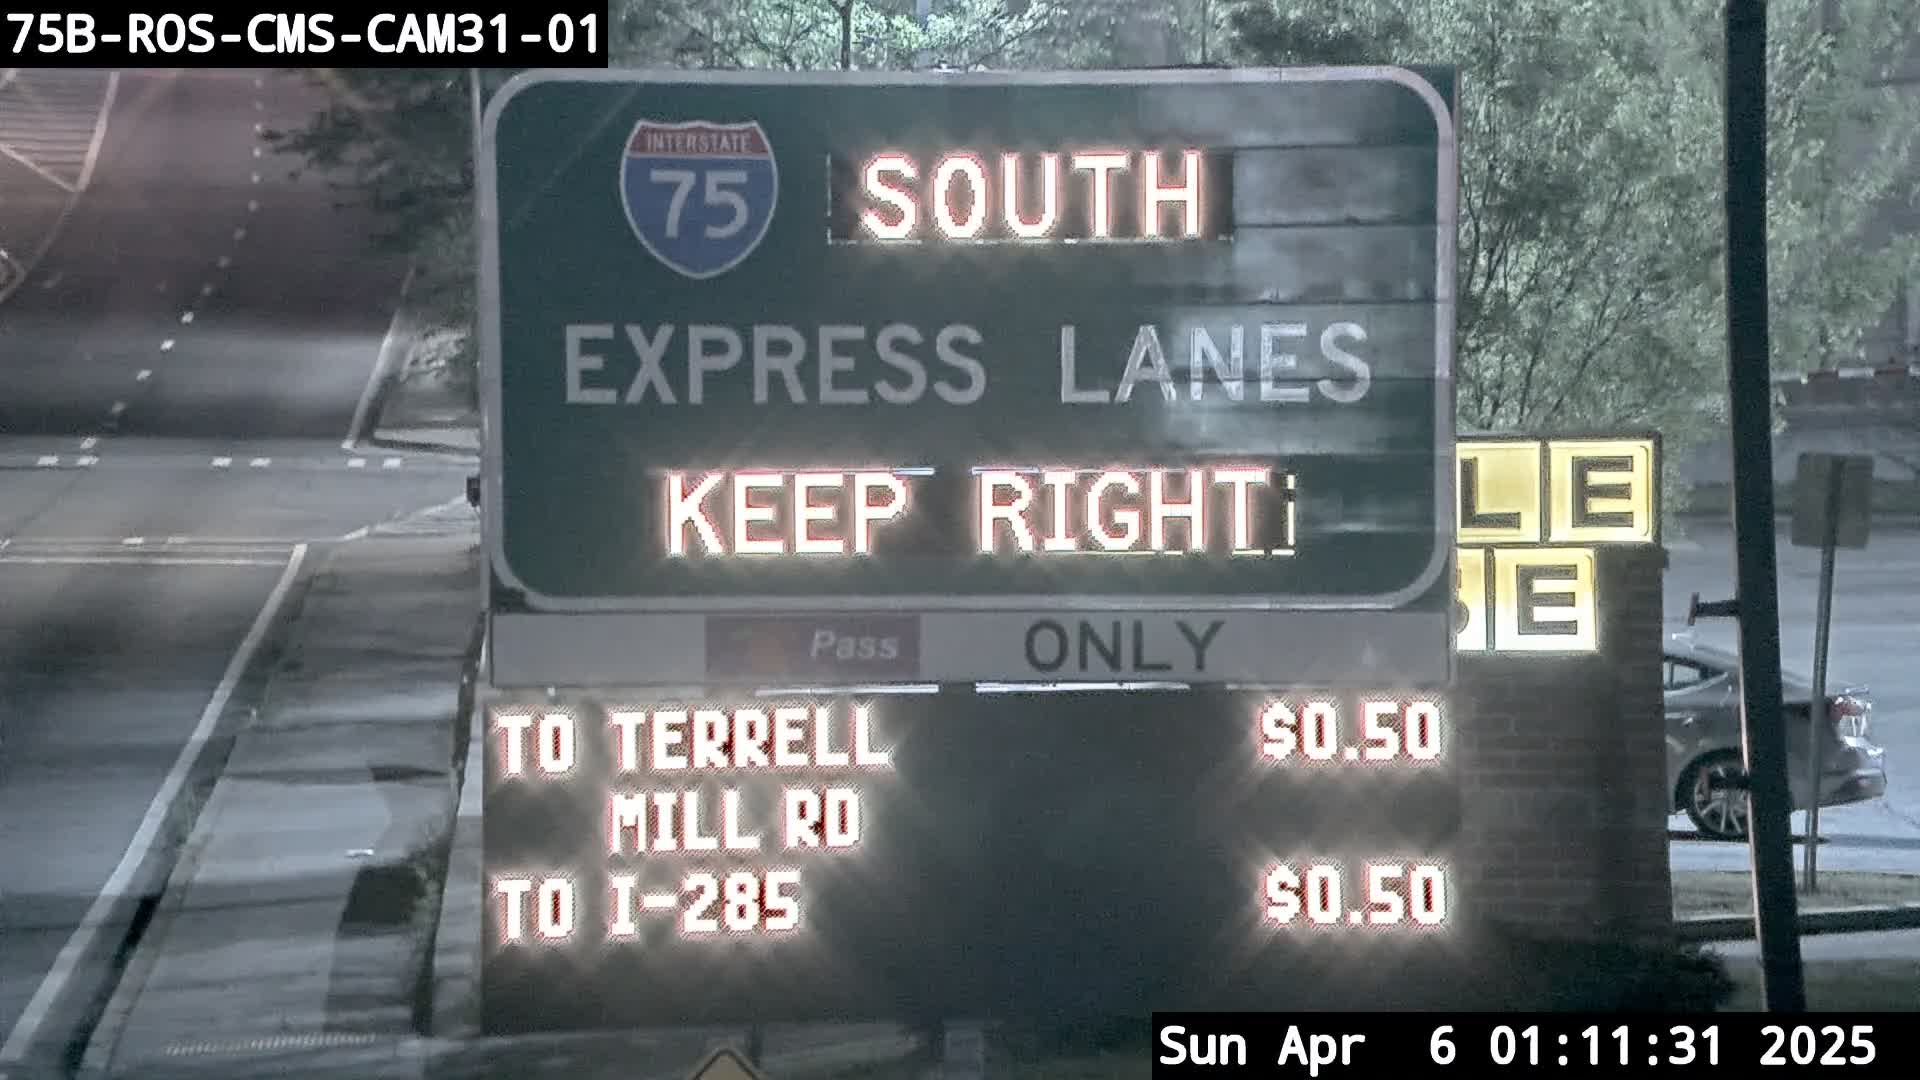 75B-ROS-CMS-CAM31-01
INTERSTATE
75
SOUTH
EXPRESS LANES
KEEP RIGHT
Pass ONLY
TO TERRELL $0.50
MILL RD
TO I-285 $0.50
LE
E
Sun Apr 6 01:11:31 2025